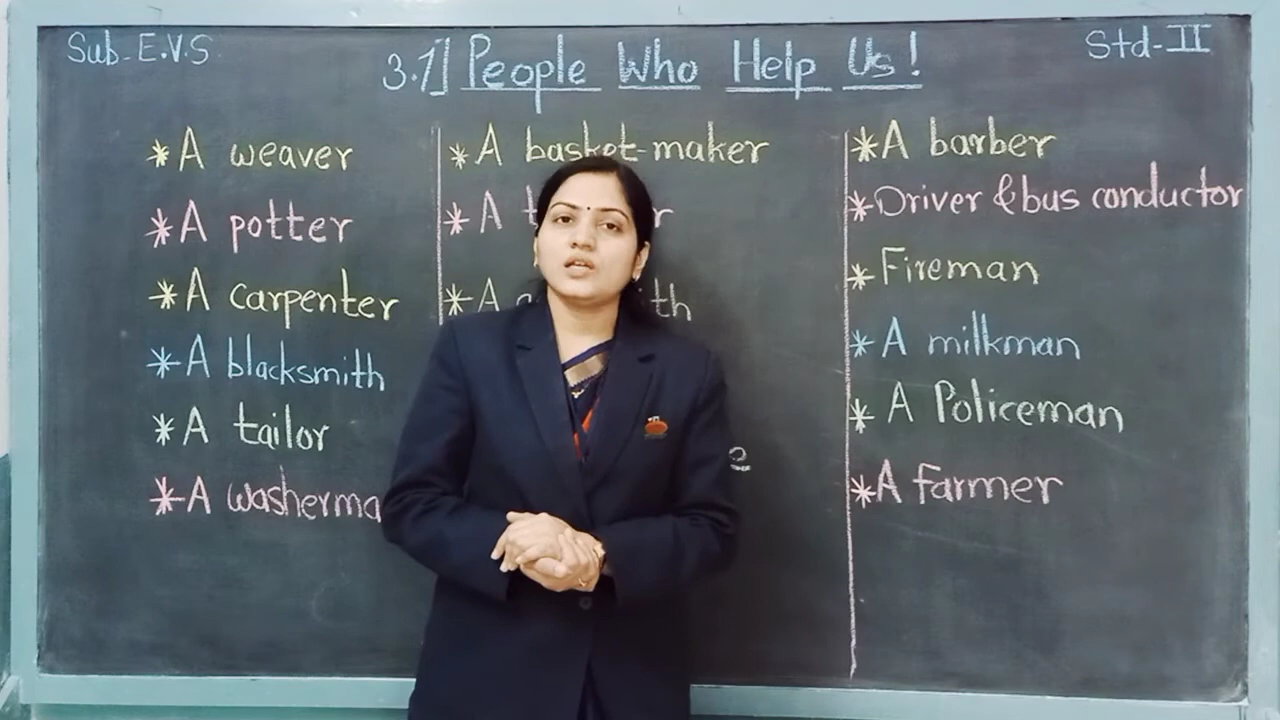 Sub-E.V.S
3.1] People Who Help Us!
Std-II
*A weaver
*A potter
*A carpenter
*A blacksmith
*A tailor
*A washerma
*A basket-maker
*A
*A
*A barber
*Driver & bus conductor
*Fireman
*A milkman
*A Policeman
*A farmer